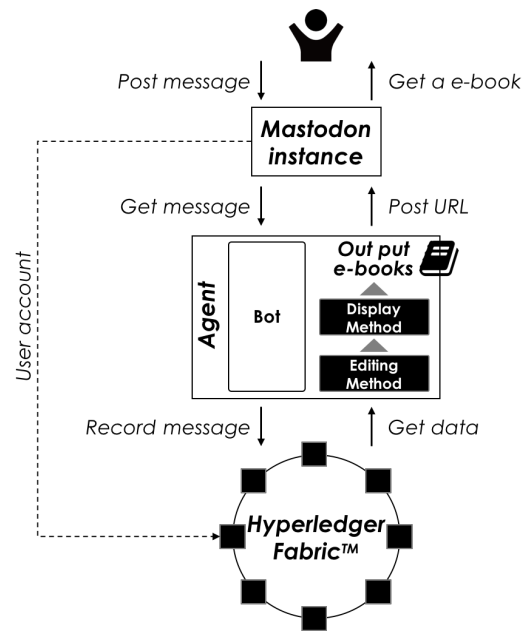 Post message
Get a e-book
Mastodon
instance
Get message
Post URL
User account
Agent
Bot
Out put
e-books
Display
Method
Editing
Method
Record message
Get data
Hyperledger
Fabric™